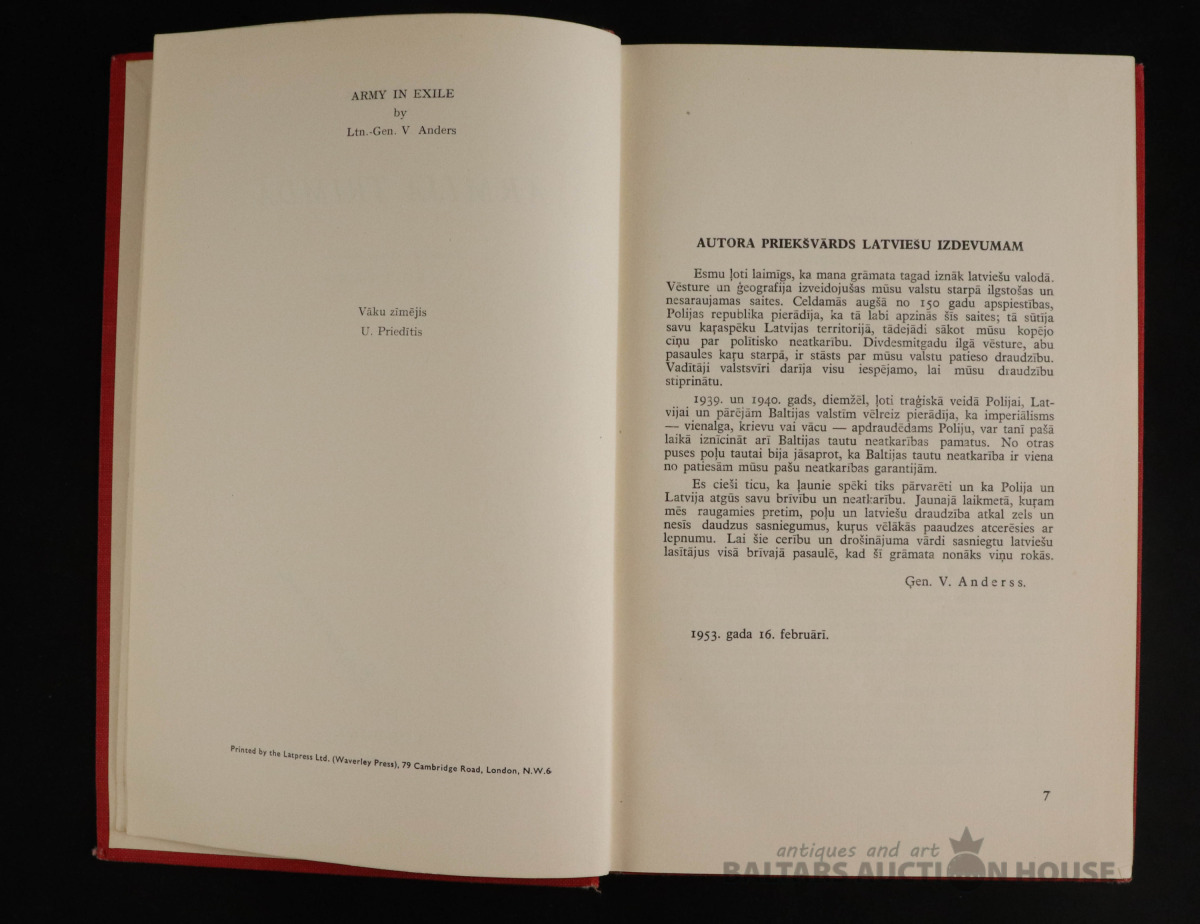 ARMY IN EXILE
by
Ltn.-Gen. V Anders
Vāku zīmējis
U. Priedītis
Printed by the Latpress Ltd. (Waverley Press), 79 Cambridge Road, London, N.W.6
AUTORA PRIEKŠVĀRDS LATVIEŠU IZDEVUMAM
Esmu ļoti laimīgs, ka mana grāmata tagad iznāk latviešu valodā.
Vēsture un ģeografija izveidojušas mūsu valstu starpā ilgstošas un
nesaraujamas saites. Celdamās augšā no 150 gadu apspiestības,
Polijas republika pierādīja, ka tā labi apzinās šīs saites; tā sūtīja
savu kaŗaspēku Latvijas territorijā, tādejādi sākot mūsu kopējo
cīņu par politisko neatkarību. Divdesmitgadu ilgā vēsture, abu
pasaules kaŗu starpā, ir stāsts par mūsu valstu patieso draudzību.
Vadītāji valstsvīri darīja visu iespējamo, lai mūsu draudzību
stiprinātu.
1939. un 1940. gads, diemžēl, ļoti traģiskā veidā Polijai, Lat-
vijai un pārējām Baltijas valstīm vēlreiz pierādīja, ka imperiālisms
— vienalga, krievu vai vācu — apdraudēdams Poliju, var tanī pašā
laikā iznīcināt arī Baltijas tautu neatkarības pamatus. No otras
puses poļu tautai bija jāsaprot, ka Baltijas tautu neatkarība ir viena
no patiesām mūsu pašu neatkarības garantijām.
Es cieši ticu, ka ļaunie spēki tiks pārvarēti un ka Polija un
Latvija atgūs savu brīvību un neatkarību. Jaunajā laikmetā, kuŗam
mēs raugamies pretim, poļu un latviešu draudzība atkal zels un
nesīs daudzus sasniegumus, kuŗus vēlākās paaudzes atcerēsies ar
lepnumu. Lai šie cerību un drošinājuma vārdi sasniegtu latviešu
lasītājus visā brīvajā pasaulē, kad šī grāmata nonāks viņu rokās.
Ģen. V. Anderss.
1953. gada 16. februārī.
7
antiques and art
BALTARS AUCTION HOUSE